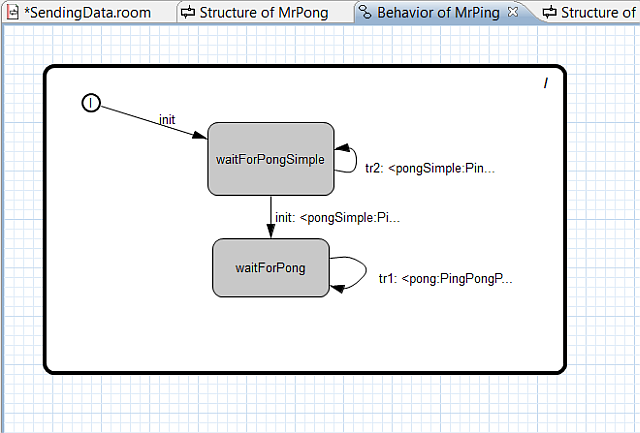 *SendingData.room
Structure of MrPong
Behavior of MrPing
Structure of
I
I
init
waitForPongSimple
tr2: <pongSimple:Pin...
init: <pongSimple:Pi...
waitForPong
tr1: <pong:PingPongP...